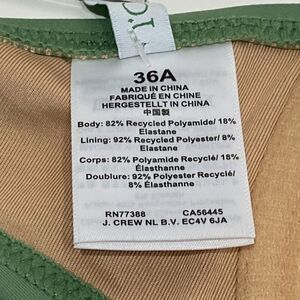 36A
MADE IN CHINA
FABRIQUÉ EN CHINE
HERGESTELLT IN CHINA
中国製
Body: 82% Recycled Polyamide/ 18%
Elastane
Lining: 92% Recycled Polyester/ 8%
Elastane
Corps: 82% Polyamide Recyclé/ 18%
Élasthanne
Doublure: 92% Polyester Recyclé/
8% Élasthanne
RN77388 CA56445
J. CREW NL B.V. EC4V 6JA